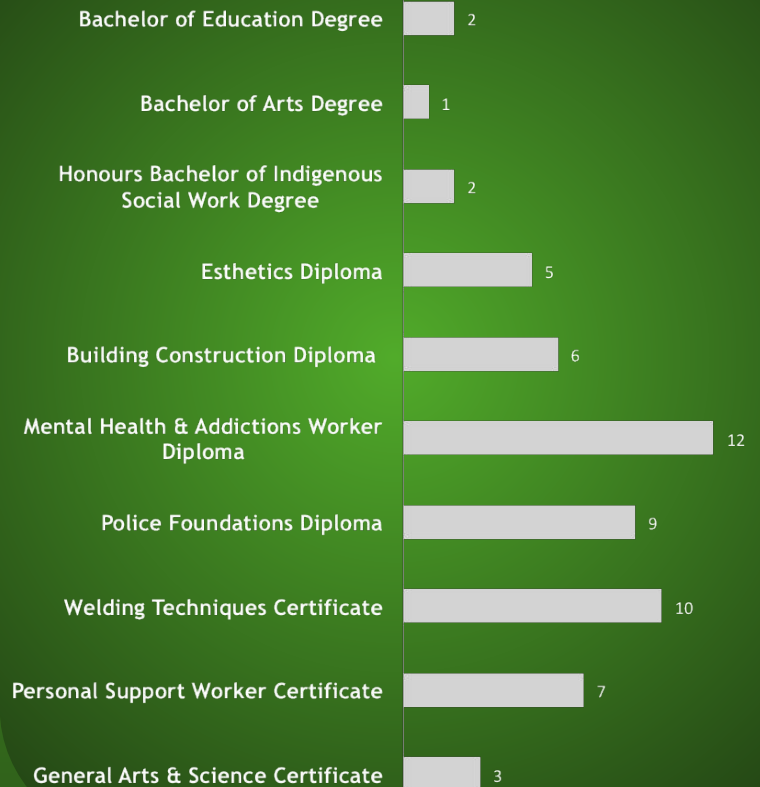 Bachelor of Education Degree 2
Bachelor of Arts Degree 1
Honours Bachelor of Indigenous
Social Work Degree 2
Esthetics Diploma 5
Building Construction Diploma 6
Mental Health & Addictions Worker
Diploma 12
Police Foundations Diploma 9
Welding Techniques Certificate 10
Personal Support Worker Certificate 7
General Arts & Science Certificate 3